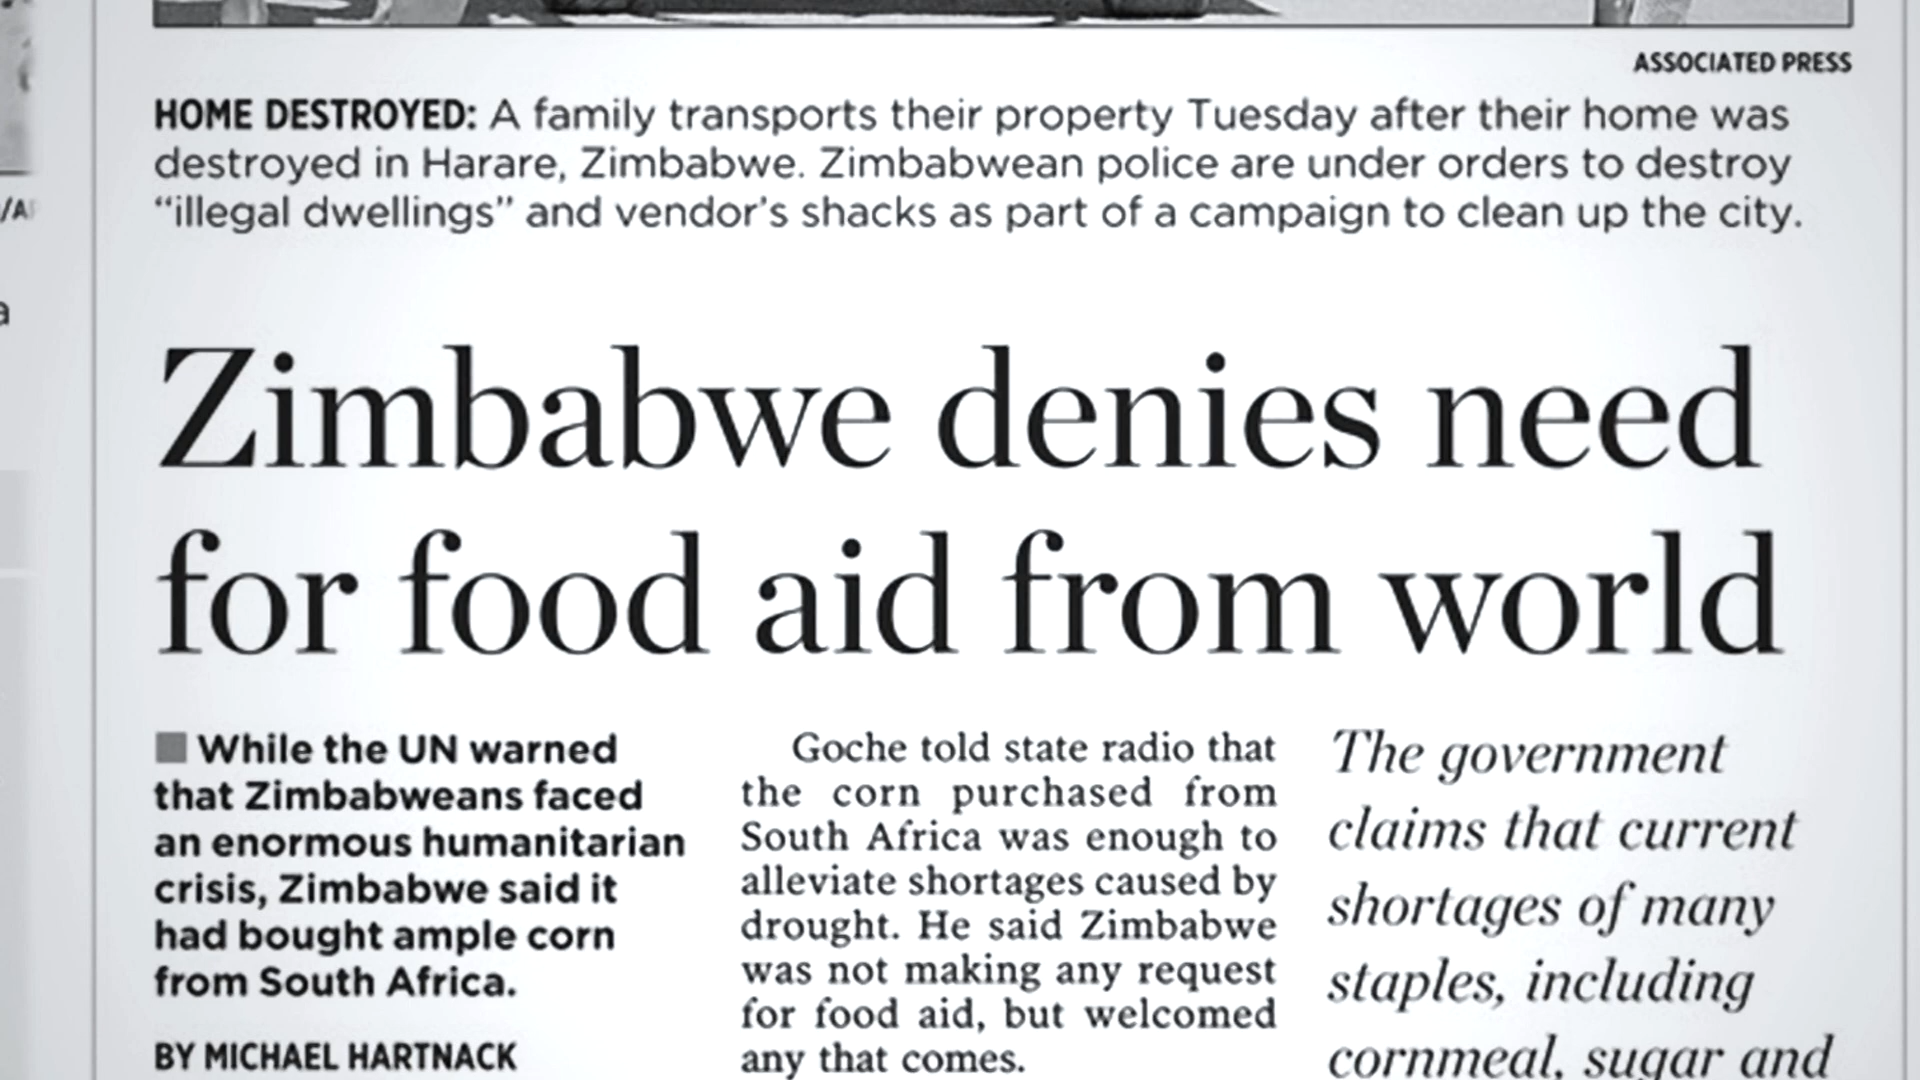 ASSOCIATED PRESS
HOME DESTROYED: A family transports their property Tuesday after their home was
destroyed in Harare, Zimbabwe. Zimbabwean police are under orders to destroy
“illegal dwellings” and vendor’s shacks as part of a campaign to clean up the city.
Zimbabwe denies need
for food aid from world
While the UN warned
that Zimbabweans faced
an enormous humanitarian
crisis, Zimbabwe said it
had bought ample corn
from South Africa.
BY MICHAEL HARTNACK
Goche told state radio that
the corn purchased from
South Africa was enough to
alleviate shortages caused by
drought. He said Zimbabwe
was not making any request
for food aid, but welcomed
any that comes.
The government
claims that current
shortages of many
staples, including
cornmeal, sugar and